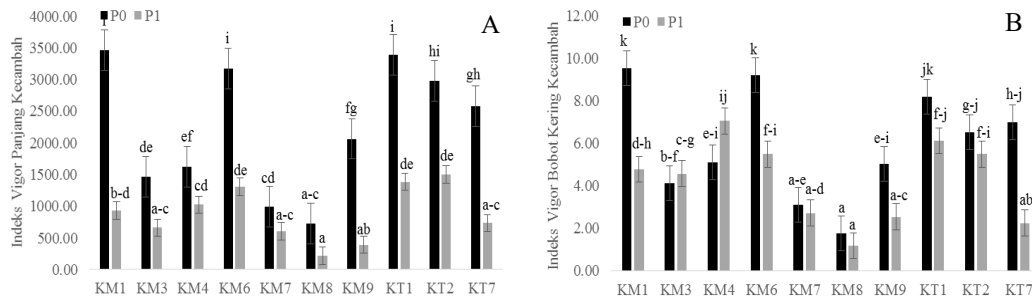 A
P0 P1
Indeks Vigor Panjang Kecambah
4000.00
3500.00
3000.00
2500.00
2000.00
1500.00
1000.00
500.00
0.00
b-d
de
a-c
ef
cd
i
de
cd
a-c
a-c
a
fg
ab
i
de
hi
de
gh
a-c
KM1 KM3 KM4 KM6 KM7 KM8 KM9 KT1 KT2 KT7
B
P0 P1
Indeks Vigor Bobot Kering Kecambah
12.00
10.00
8.00
6.00
4.00
2.00
0.00
k
d-h
b-f
c-g
e-i
ij
k
f-i
a-e
a-d
a
a
e-i
a-c
jk
f-j
g-j
f-i
h-j
ab
KM1 KM3 KM4 KM6 KM7 KM8 KM9 KT1 KT2 KT7